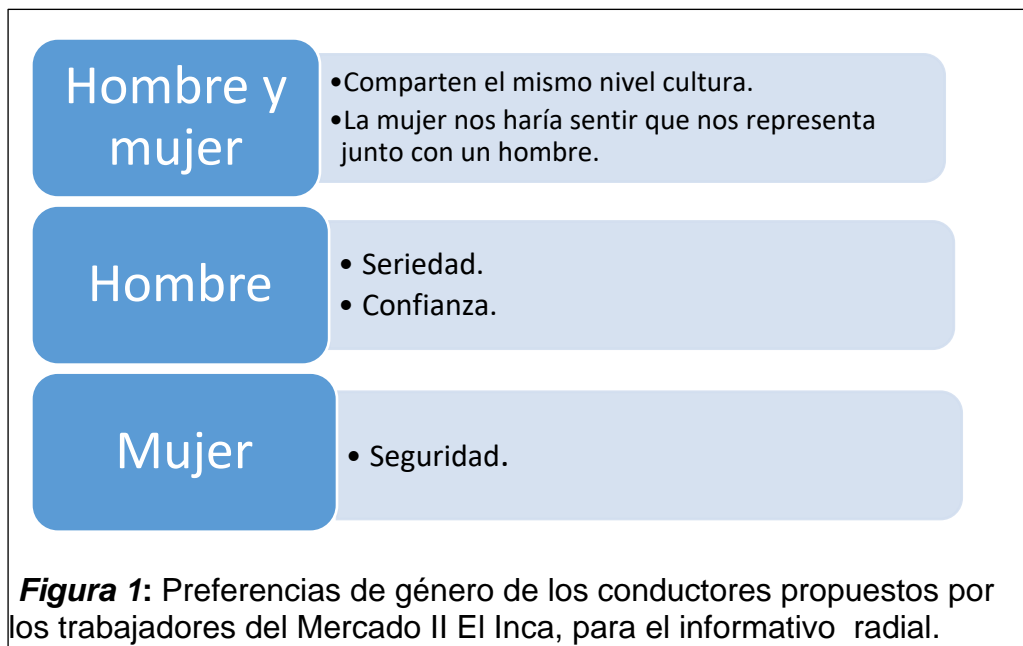 Hombre y
mujer
•Comparten el mismo nivel cultura.
•La mujer nos haría sentir que nos representa
junto con un hombre.
Hombre
• Seriedad.
• Confianza.
Mujer
• Seguridad.
Figura 1: Preferencias de género de los conductores propuestos por
los trabajadores del Mercado II El Inca, para el informativo radial.